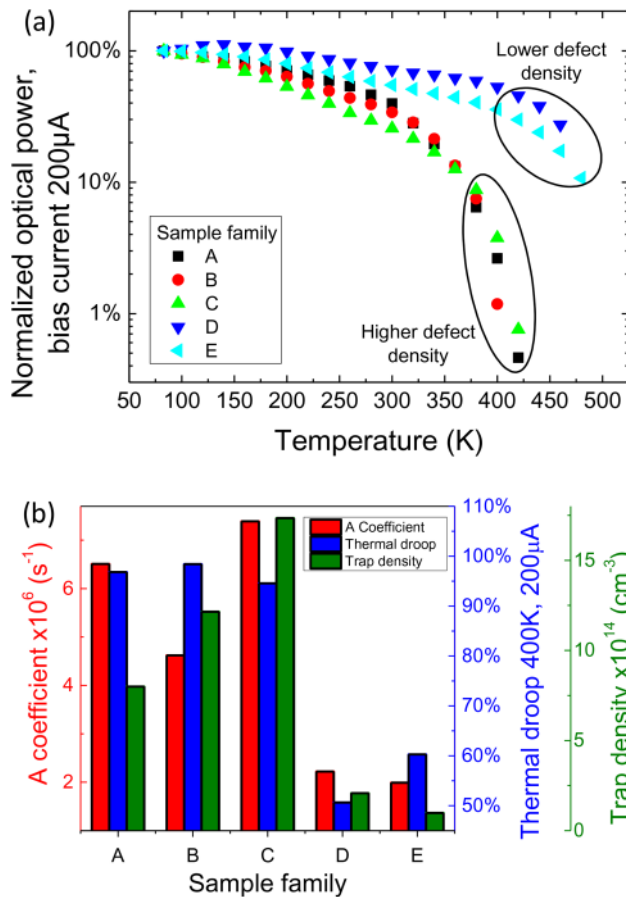 (a)
Normalized optical power,
bias current 200µA
100%
10%
1%
Lower defect
density
Sample family
A
B
C
D
E
Higher defect
density
50 100 150 200 250 300 350 400 450 500
Temperature (K)
(b)
A coefficient x10⁶ (s⁻¹)
6
4
2
A Coefficient
Thermal droop
Trap density
110%
100%
90%
80%
70%
60%
50%
Thermal droop 400K, 200µA
15
10
5
0
Trap density x10¹⁴ (cm⁻³)
A B C D E
Sample family